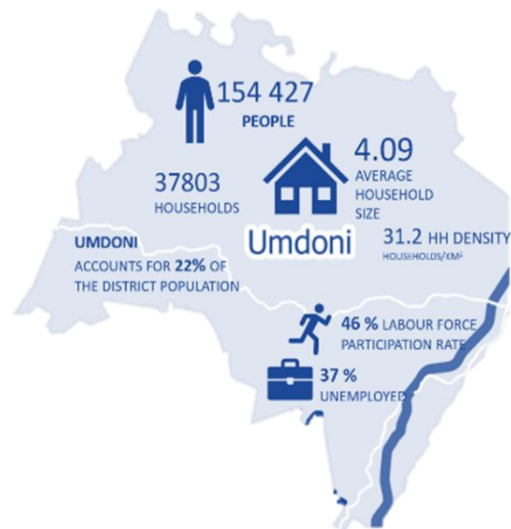 154 427
PEOPLE
37803
HOUSEHOLDS
4.09
AVERAGE
HOUSEHOLD
SIZE
Umdoni
31.2 HH DENSITY
HOUSEHOLDS/KM²
UMDONI
ACCOUNTS FOR 22% OF
THE DISTRICT POPULATION
46 % LABOUR FORCE
PARTICIPATION RATE
37 %
UNEMPLOYED